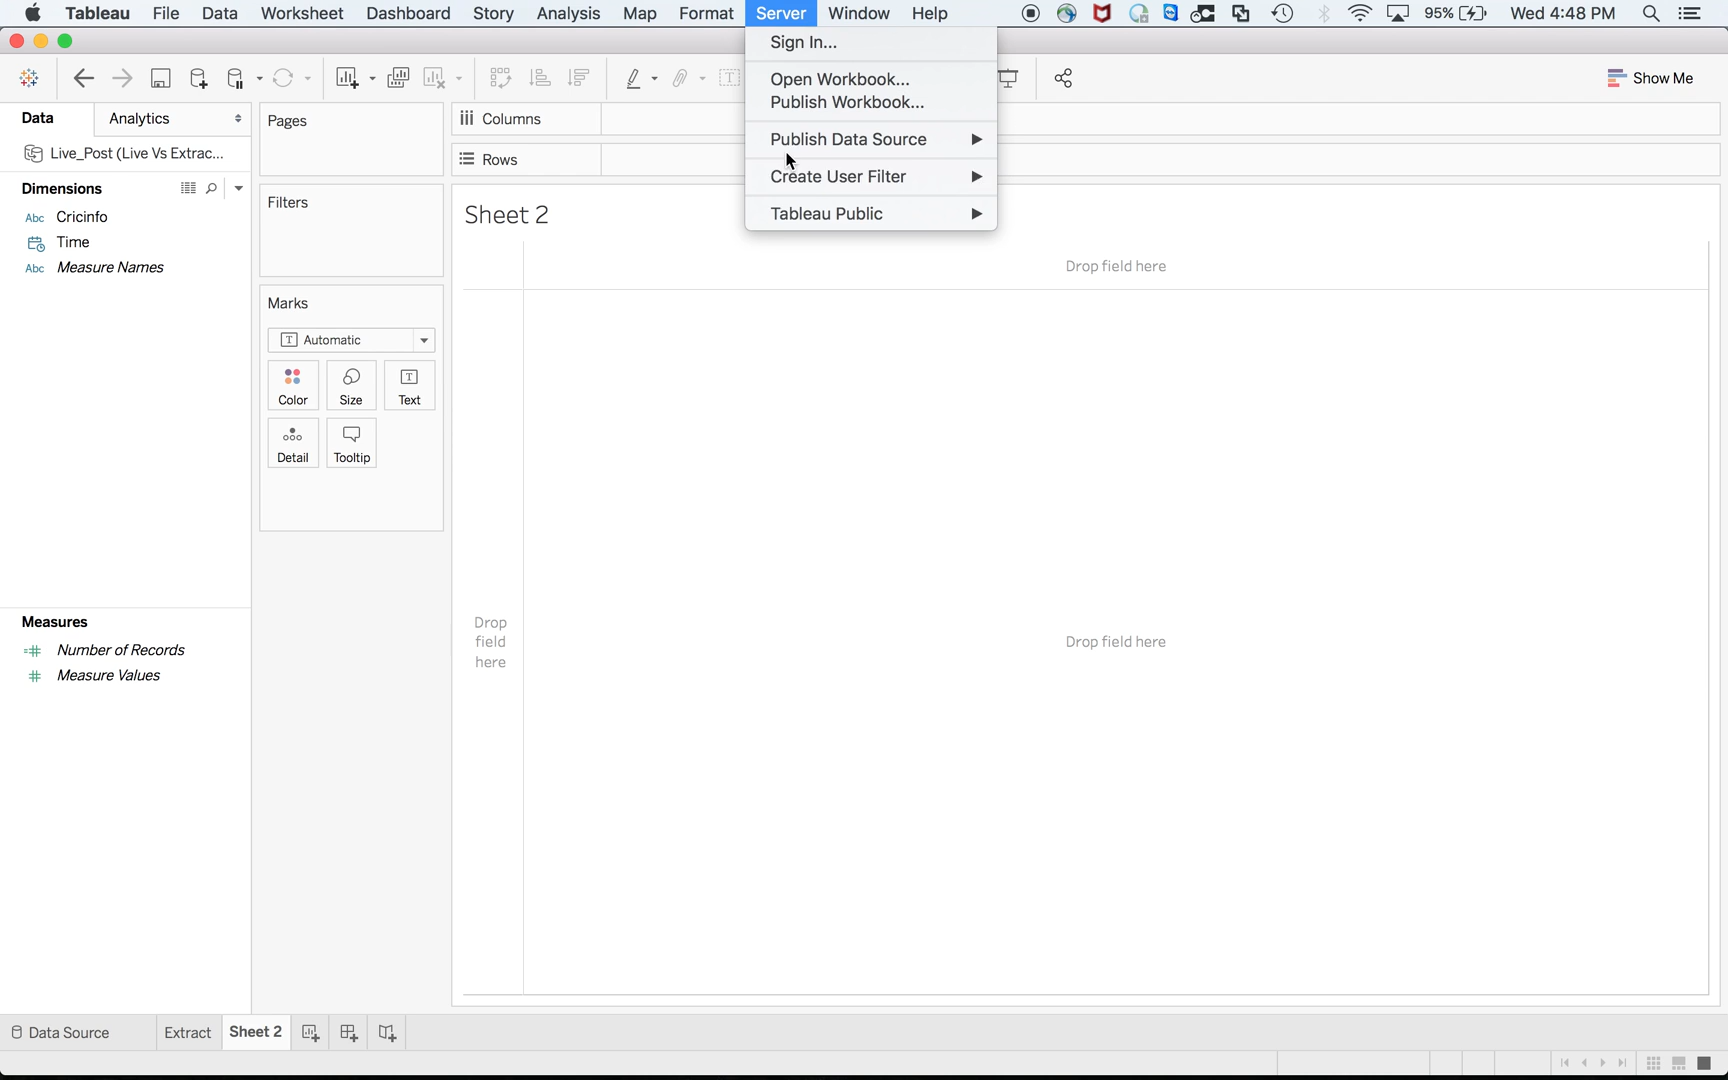 Tableau File Data Worksheet Dashboard Story Analysis Map Format Server Window Help 95% Wed 4:48 PM
Sign In...
Open Workbook...
Publish Workbook...
Publish Data Source
Create User Filter
Tableau Public
Show Me
Data Analytics
Live_Post (Live Vs Extrac...
Dimensions
Abc Cricinfo
Time
Abc Measure Names
Measures
Number of Records
Measure Values
Pages
Filters
Marks
Automatic
Color Size Text
Detail Tooltip
Columns
Rows
Sheet 2
Drop field here
Drop
field
here
Drop field here
Data Source Extract Sheet 2